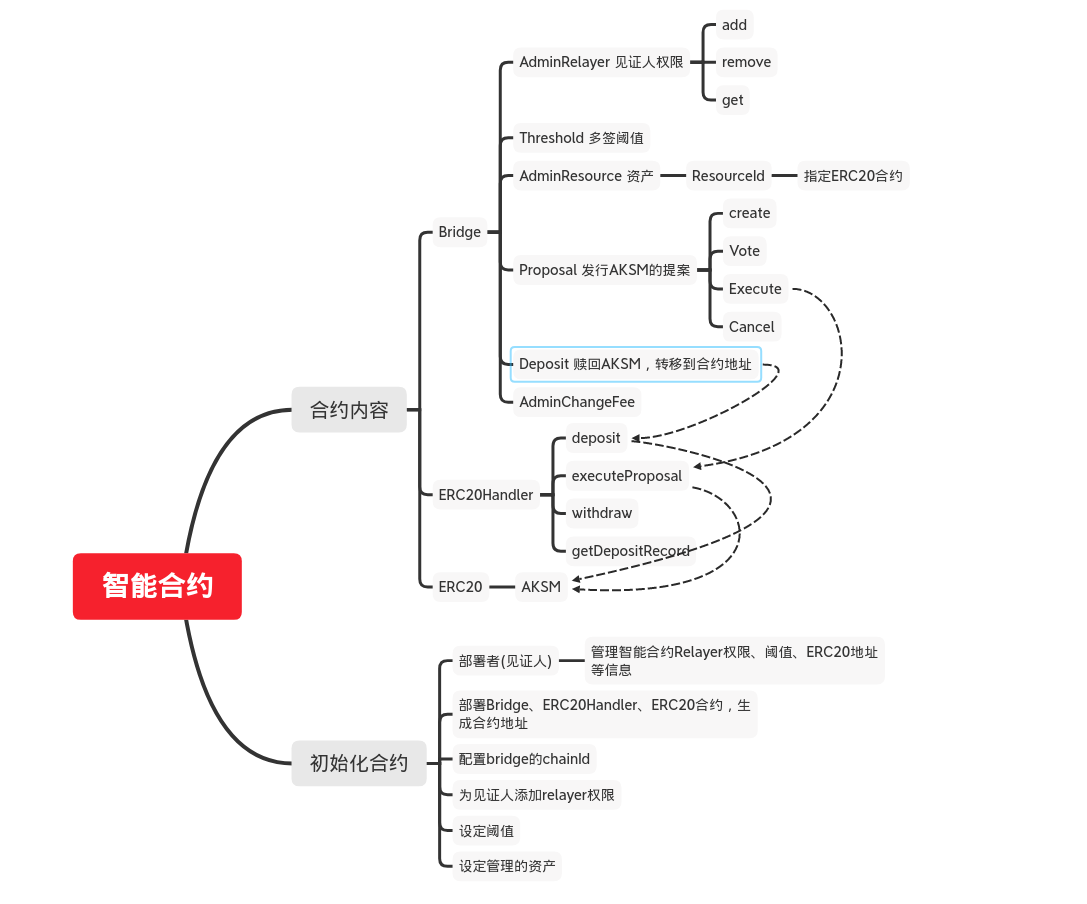 智能合约
合约内容
Bridge
AdminRelayer 见证人权限
add
remove
get
Threshold 多签阈值
AdminResource 资产
ResourceId
指定ERC20合约
Proposal 发行AKSM的提案
create
Vote
Execute
Cancel
Deposit 赎回AKSM，转移到合约地址
AdminChangeFee
ERC20Handler
deposit
executeProposal
withdraw
getDepositRecord
ERC20
AKSM
初始化合约
部署者(见证人)
管理智能合约Relayer权限、阈值、ERC20地址
等信息
部署Bridge、ERC20Handler、ERC20合约，生
成合约地址
配置bridge的chainId
为见证人添加relayer权限
设定阈值
设定管理的资产